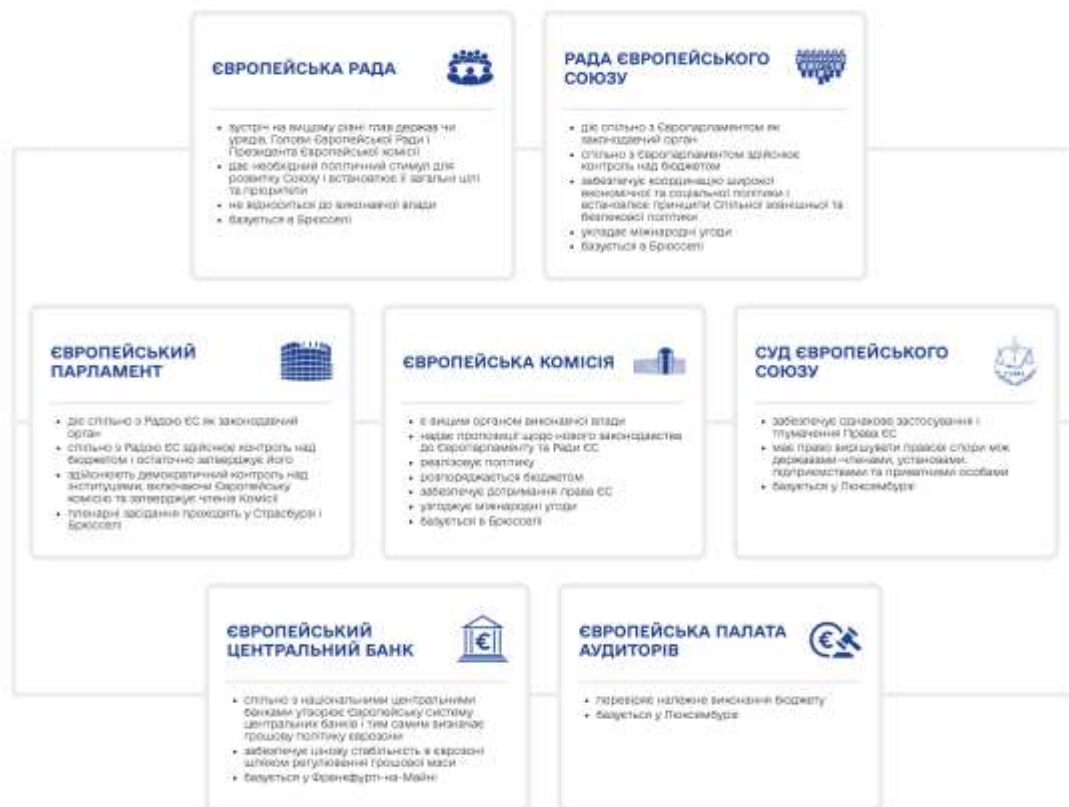 ЄВРОПЕЙСЬКА РАДА
зустріч на вищому рівні глав держав чи
урядів, Голови Європейської Ради і
Президента Європейської комісії
дає необхідний політичний стимул для
розвитку Союзу і встановлює її загальні цілі
та пріоритети
не відноситься до виконавчої влади
базується в Брюсселі
РАДА ЄВРОПЕЙСЬКОГО
СОЮЗУ
діє спільно з Європарламентом як
законодавчий орган
спільно з Європарламентом здійснює
контроль над бюджетом
забезпечує координацію широкої
економічної та соціальної політики і
встановлює принципи Спільної зовнішньої та
безпекової політики
укладає міжнародні угоди
базується в Брюсселі
ЄВРОПЕЙСЬКИЙ
ПАРЛАМЕНТ
діє спільно з Радою ЄС як законодавчий
орган
спільно з Радою ЄС здійснює контроль над
бюджетом і остаточно затверджує його
здійснюють демократичний контроль над
інституціями, включаючи Європейську
комісію та затверджує членів Комісії
пленарні засідання проходять у Страсбурзі і
Брюсселі
ЄВРОПЕЙСЬКА КОМІСІЯ
є вищим органом виконавчої влади
надає пропозиції щодо нового законодавства
до Європарламенту та Ради ЄС
реалізовує політику
розпоряджається бюджетом
забезпечує дотримання права ЄС
узгоджує міжнародні угоди
базується в Брюсселі
СУД ЄВРОПЕЙСЬКОГО
СОЮЗУ
забезпечує однакове застосування і
тлумачення Права ЄС
має право вирішувати правові спори між
державами-членами, установами,
підприємствами та приватними особами
базується у Люксембурзі
ЄВРОПЕЙСЬКИЙ
ЦЕНТРАЛЬНИЙ БАНК
спільно з національними центральними
банками утворює Європейську систему
центральних банків і тим самим визначає
грошову політику єврозони
забезпечує цінову стабільність в єврозоні
шляхом регулювання грошової маси
базується у Франкфурті-на-Майні
ЄВРОПЕЙСЬКА ПАЛАТА
АУДИТОРІВ
перевіряє належне виконання бюджету
базується у Люксембурзі